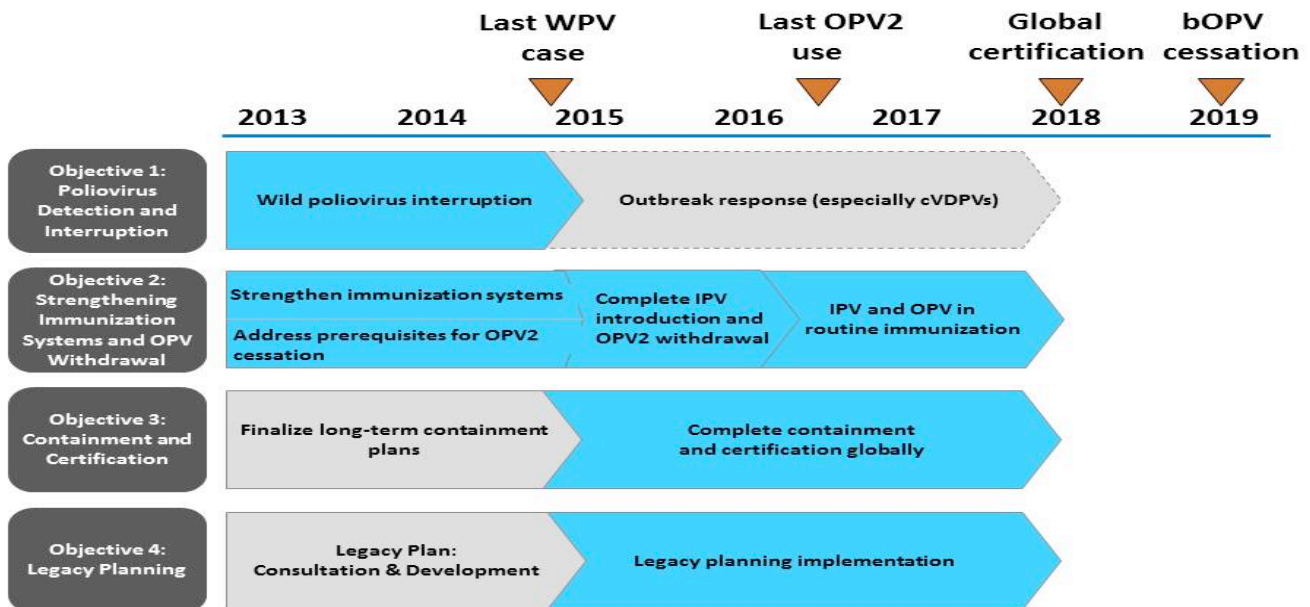 Last WPV
case
Last OPV2
use
Global
certification
bOPV
cessation
2013 2014 2015 2016 2017 2018 2019
Objective 1:
Poliovirus
Detection and
Interruption
Wild poliovirus interruption
Outbreak response (especially cVDPVs)
Objective 2:
Strengthening
Immunization
Systems and OPV
Withdrawal
Strengthen immunization systems
Address prerequisites for OPV2
cessation
Complete IPV
introduction and
OPV2 withdrawal
IPV and OPV in
routine immunization
Objective 3:
Containment and
Certification
Finalize long-term containment
plans
Complete containment
and certification globally
Objective 4:
Legacy Planning
Legacy Plan:
Consultation & Development
Legacy planning implementation